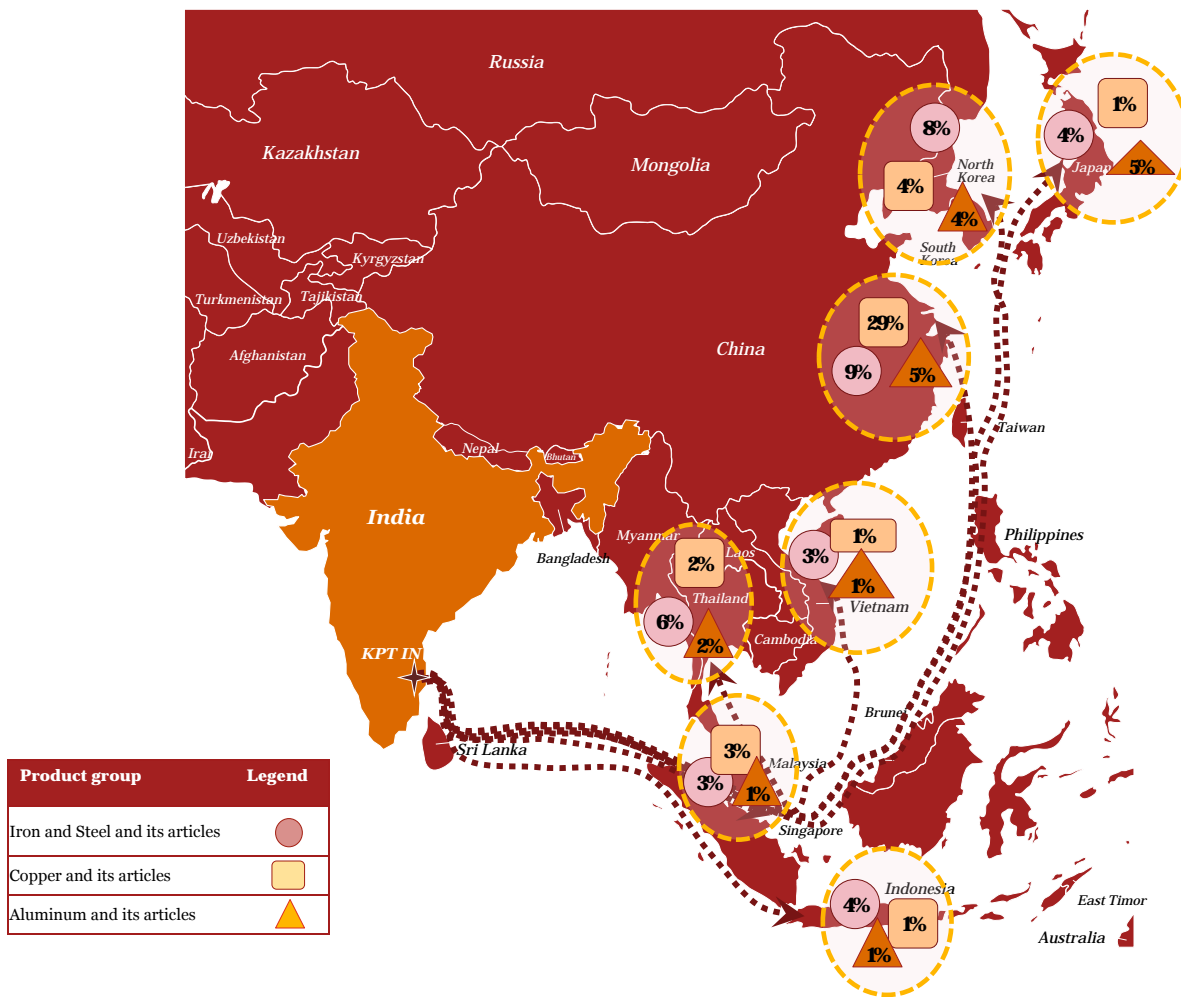 Russia
1%
8%
4%
Kazakhstan
Mongolia
North
Korea
Japan
5%
4%
4%
Uzbekistan
South
Korea
Kyrgyzstan
Turkmenistan
Tajikistan
29%
China
Afghanistan
9%
5%
Taiwan
Nepal
Iran
Bhutan
India
Myanmar
1%
Philippines
Bangladesh
Laos
3%
2%
1%
Thailand
Vietnam
6%
2%
Cambodia
KPT IN
Brunei
Sri Lanka
3%
Malaysia
3%
1%
Singapore
Product group Legend
Iron and Steel and its articles
Copper and its articles
Aluminum and its articles
Indonesia
4%
1%
1%
East Timor
Australia